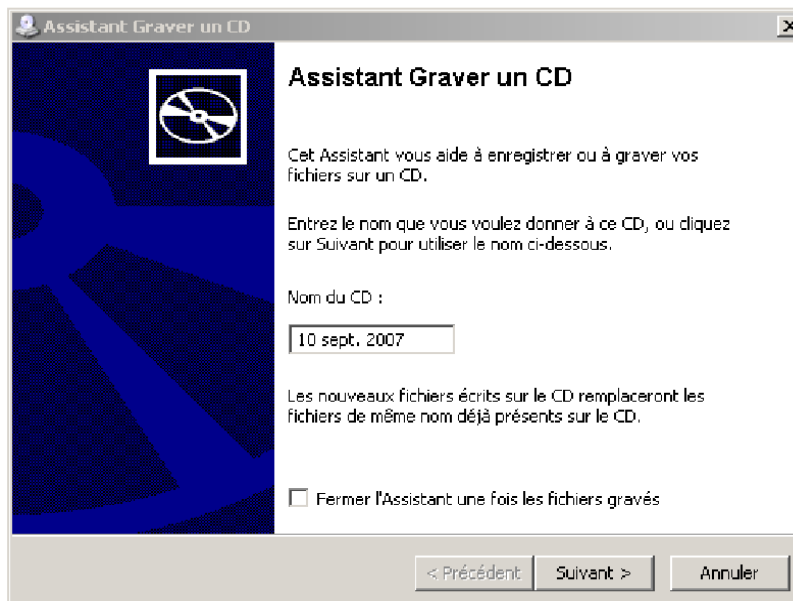 Assistant Graver un CD
Assistant Graver un CD
Cet Assistant vous aide à enregistrer ou à graver vos
fichiers sur un CD.
Entrez le nom que vous voulez donner à ce CD, ou cliquez
sur Suivant pour utiliser le nom ci-dessous.
Nom du CD :
10 sept. 2007
Les nouveaux fichiers écrits sur le CD remplaceront les
fichiers de même nom déjà présents sur le CD.
Fermer l'Assistant une fois les fichiers gravés
< Précédent Suivant > Annuler